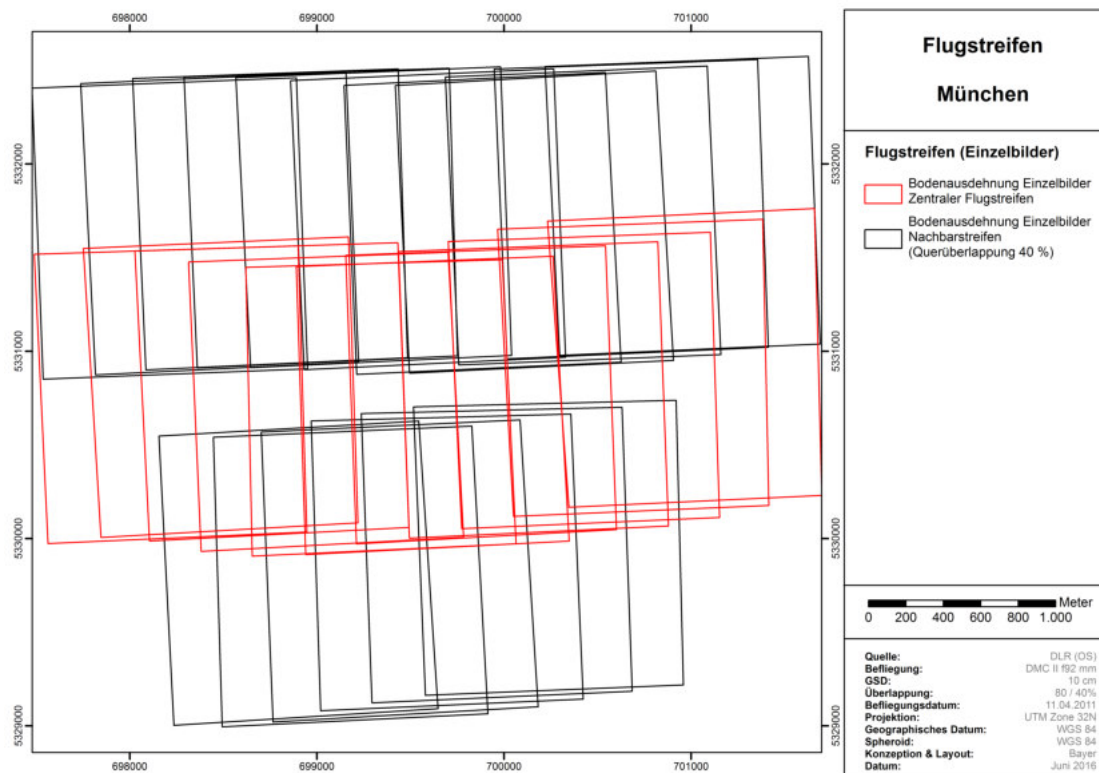 698000 699000 700000 701000
Flugstreifen
München
Flugstreifen (Einzelbilder)
Bodenausdehnung Einzelbilder
Zentraler Flugstreifen
Bodenausdehnung Einzelbilder
Nachbarstreifen
(Querüberlappung 40 %)
5332000
5331000
5330000
5329000
5332000
5331000
5330000
5329000
Meter
0 200 400 600 800 1.000
Quelle: DLR (OS)
Befliegung: DMC II f92 mm
GSD: 10 cm
Überlappung: 80 / 40%
Befliegungsdatum: 11.04.2011
Projektion: UTM Zone 32N
Geographisches Datum: WGS 84
Spheroid: WGS 84
Konzeption & Layout: Bayer
Datum: Juni 2016
698000 699000 700000 701000